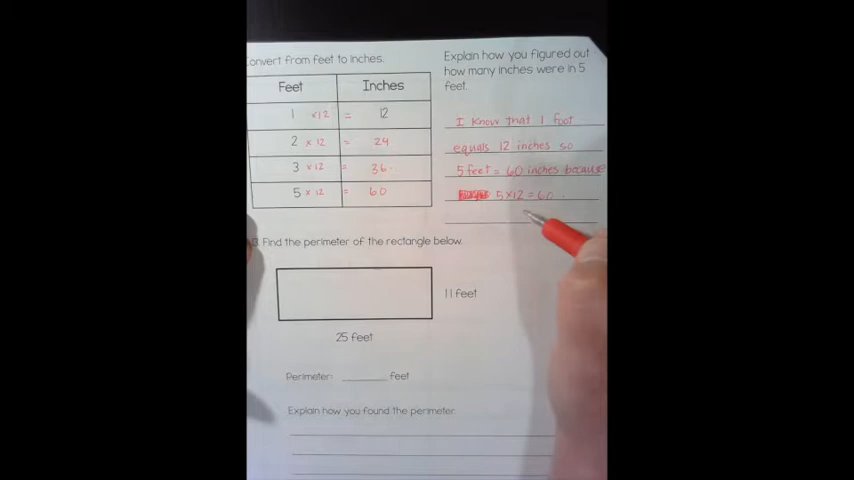 onvert from feet to inches.
Feet Inches
1 x12 = 12
2 x 12 = 24
3 x12 = 36
5 x 12 = 60
Explain how you figured out
how many inches were in 5
feet.
I know that 1 foot
equals 12 inches so
5 feet = 60 inches because
5x12=60.
3. Find the perimeter of the rectangle below.
11 feet
25 feet
Perimeter: ______ feet
Explain how you found the perimeter.